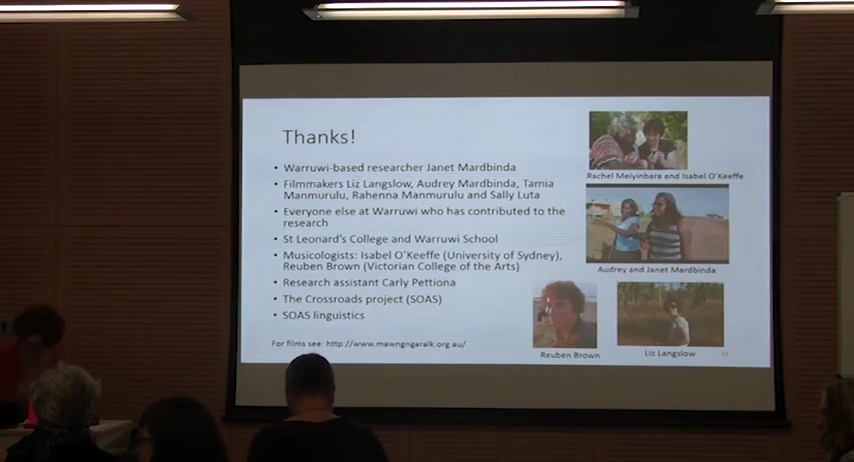 Thanks!
• Warruwi-based researcher Janet Mardbinda
• Filmmakers Liz Langslow, Audrey Mardbinda, Tamia
Manmurulu, Rahenna Manmurulu and Sally Luta
• Everyone else at Warruwi who has contributed to the
research
• St Leonard's College and Warruwi School
• Musicologists: Isabel O'Keeffe (University of Sydney),
Reuben Brown (Victorian College of the Arts)
• Research assistant Carly Pettiona
• The Crossroads project (SOAS)
• SOAS linguistics
For films see: http://www.mawngngaralk.org.au/
Rachel Meiyinbara and Isabel O'Keeffe
Audrey and Janet Mardbinda
Reuben Brown
Liz Langslow